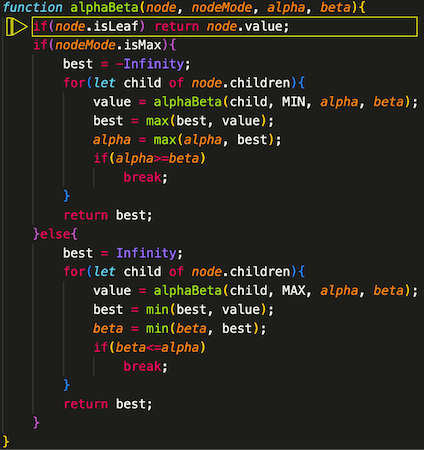 function alphaBeta(node, nodeMode, alpha, beta){
if(node.isLeaf) return node.value;
if(nodeMode.isMax){
best = -Infinity;
for(let child of node.children){
value = alphaBeta(child, MIN, alpha, beta);
best = max(best, value);
alpha = max(alpha, best);
if(alpha>=beta)
break;
}
return best;
}else{
best = Infinity;
for(let child of node.children){
value = alphaBeta(child, MAX, alpha, beta);
best = min(best, value);
beta = min(beta, best);
if(beta<=alpha)
break;
}
return best;
}
}